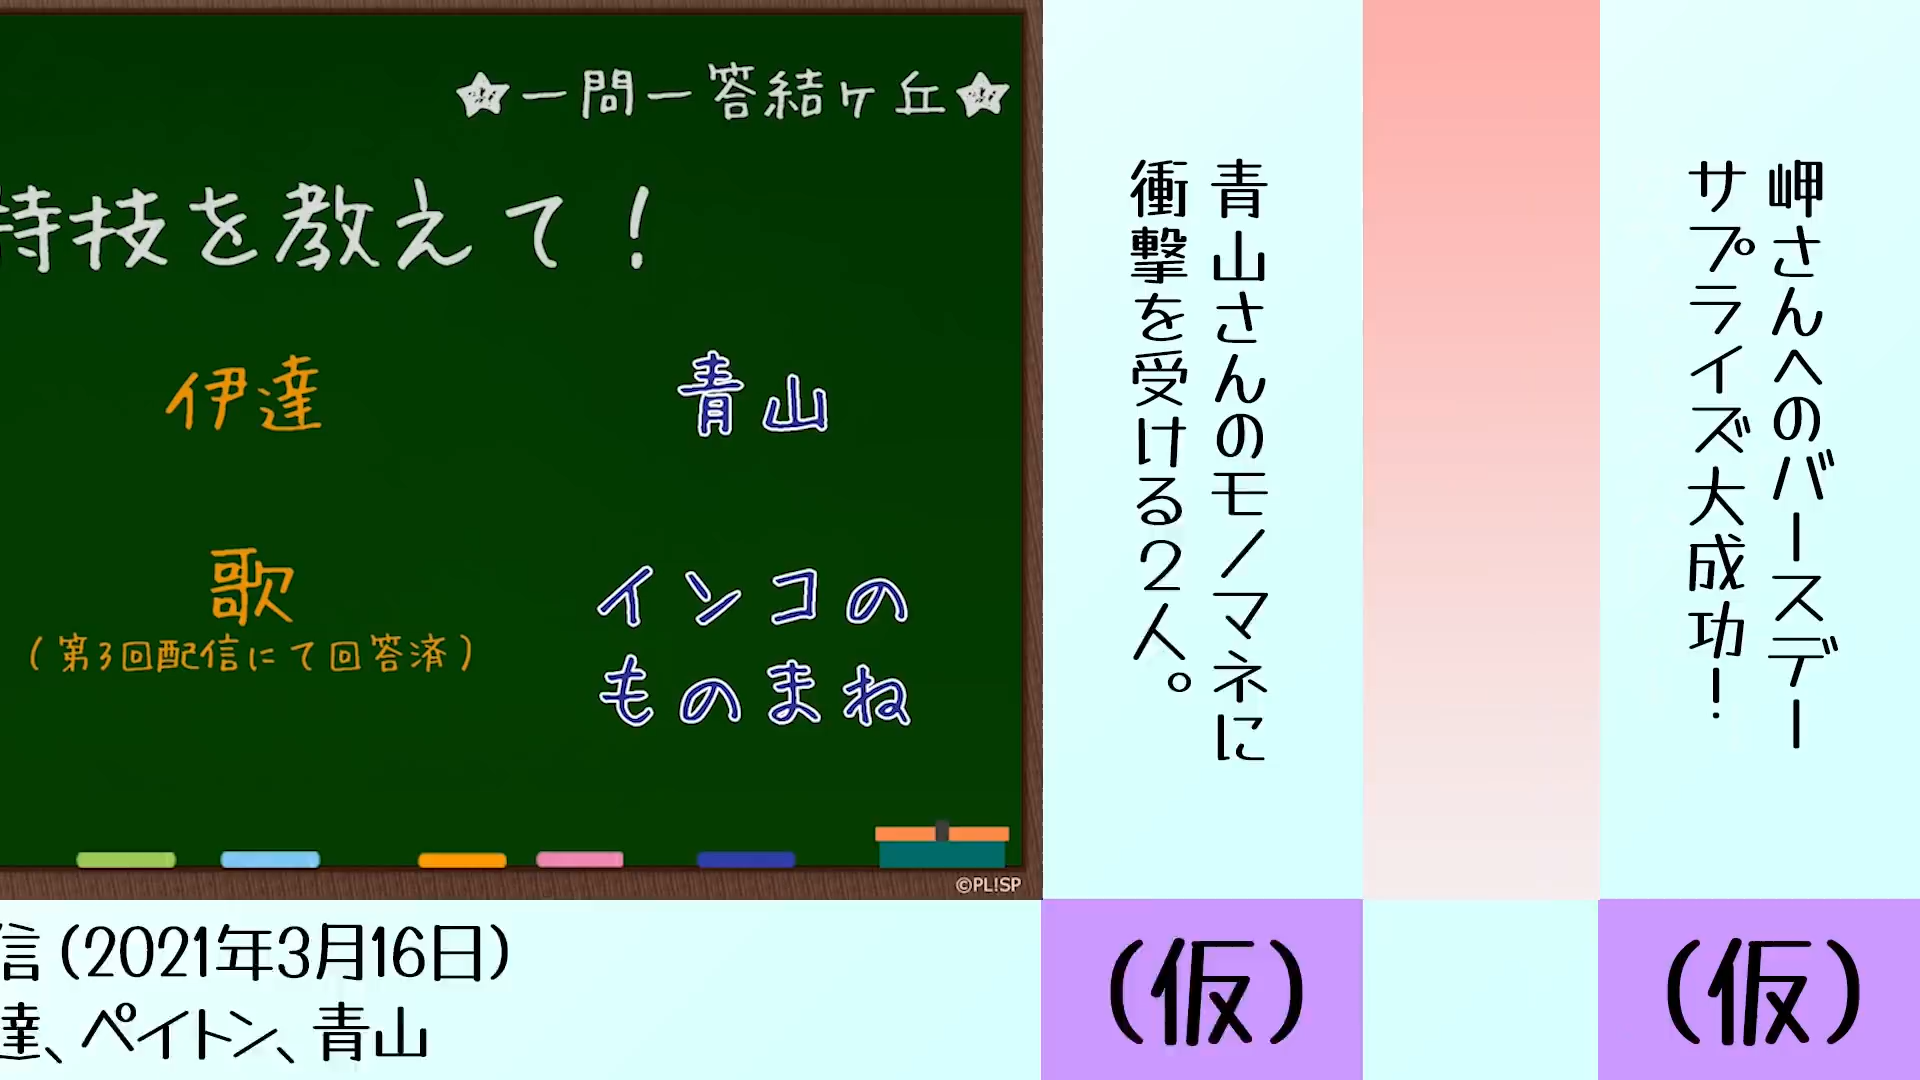 ★一問一答結ヶ丘★
特技を教えて！
伊達
青山
歌
（第3回配信にて回答済）
インコの
ものまね
©PL!SP
信（2021年3月16日）
達、ペイトン、青山
青山さんのモノマネに
衝撃を受ける2人。
（仮）
岬さんへのバースデー
サプライズ大成功！
（仮）